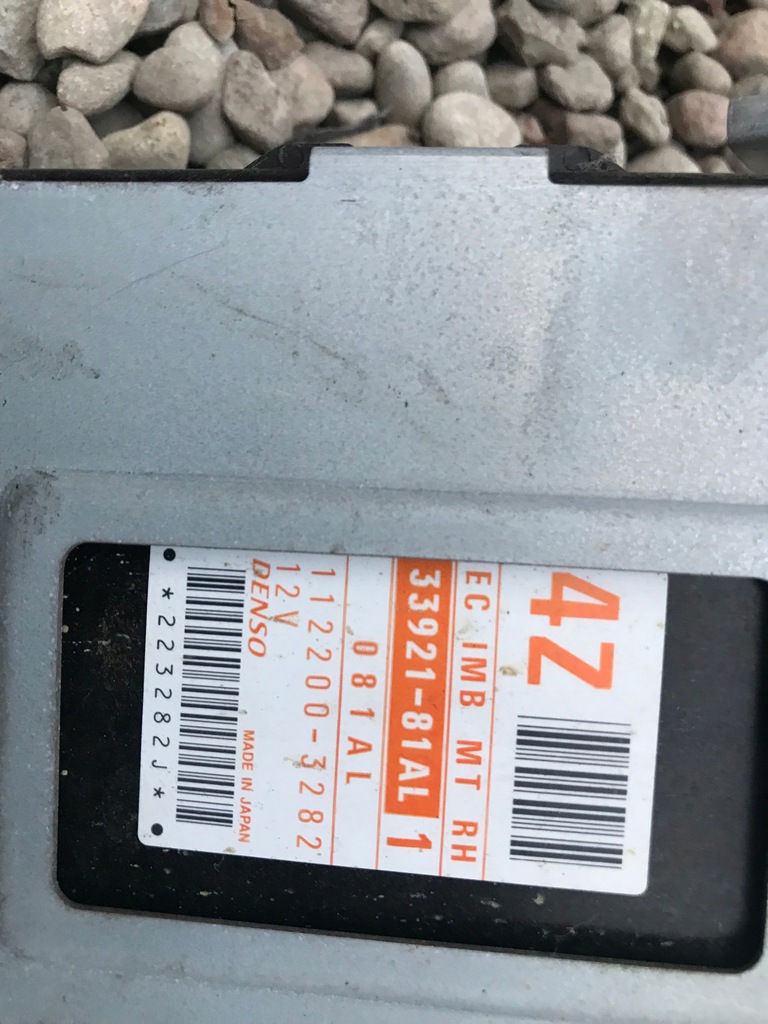 4Z
EC IMB MT RH
33921-81AL 1
081AL
112200-3282
12V
DENSO MADE IN JAPAN
*223282J*